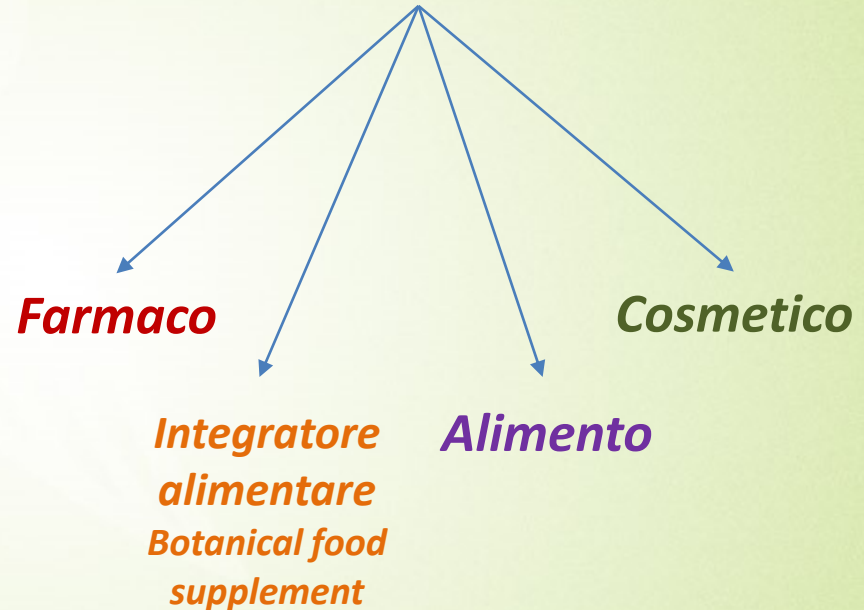 Farmaco
Cosmetico
Integratore
alimentare
Botanical food
supplement
Alimento